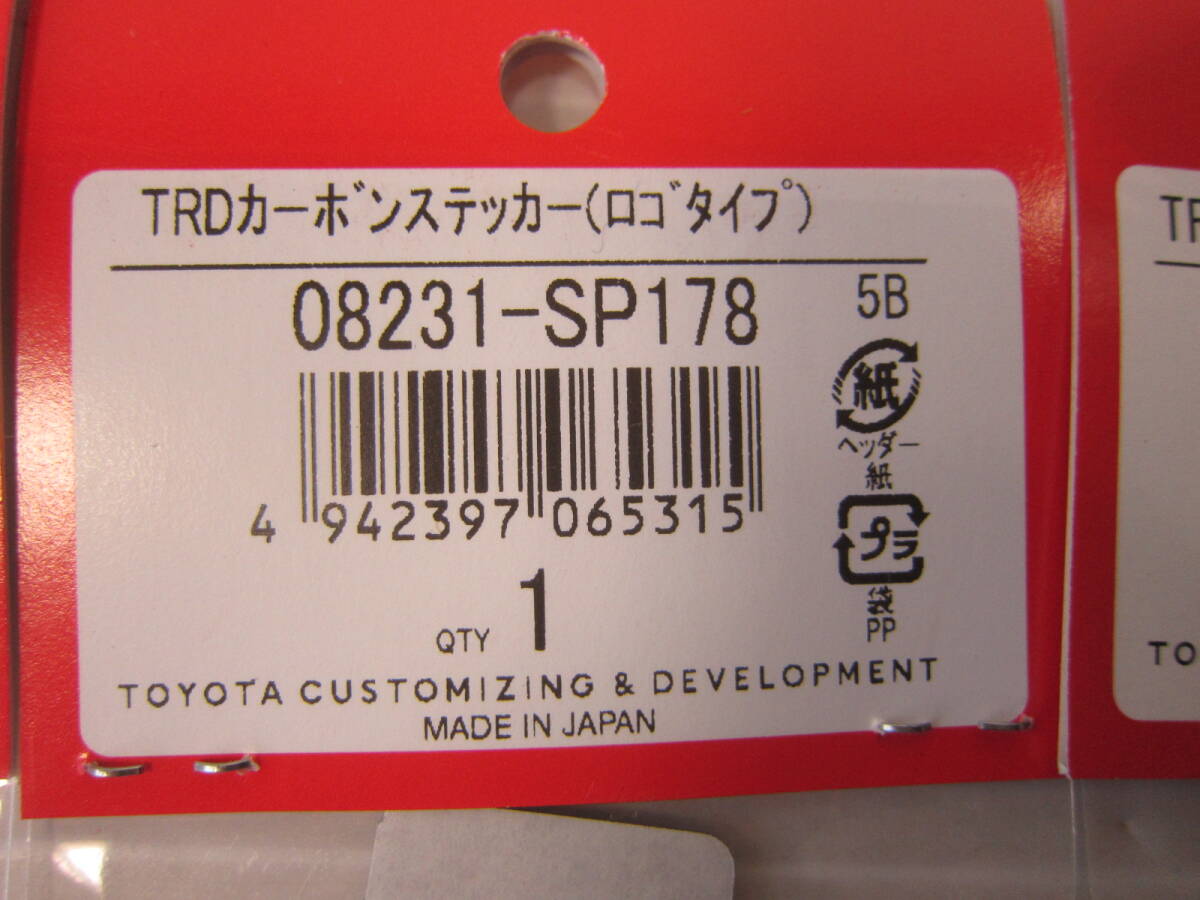 TRDカーボンステッカー(ロゴタイプ)
08231-SP178
5B
紙
ヘッダー
紙
プラ
袋
PP
4 942397 065315
QTY 1
TOYOTA CUSTOMIZING & DEVELOPMENT
MADE IN JAPAN
TR
TO